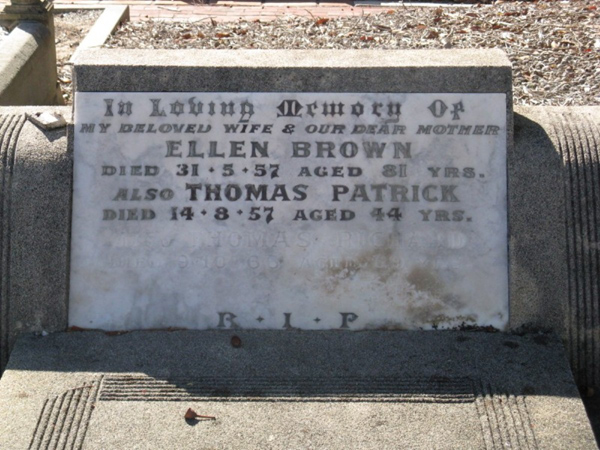 In Loving Memory Of
MY BELOVED WIFE & OUR DEAR MOTHER
ELLEN BROWN
DIED 31·5·57 AGED 81 YRS.
ALSO THOMAS PATRICK
DIED 14·8·57 AGED 44 YRS.
THOMAS
R·I·P